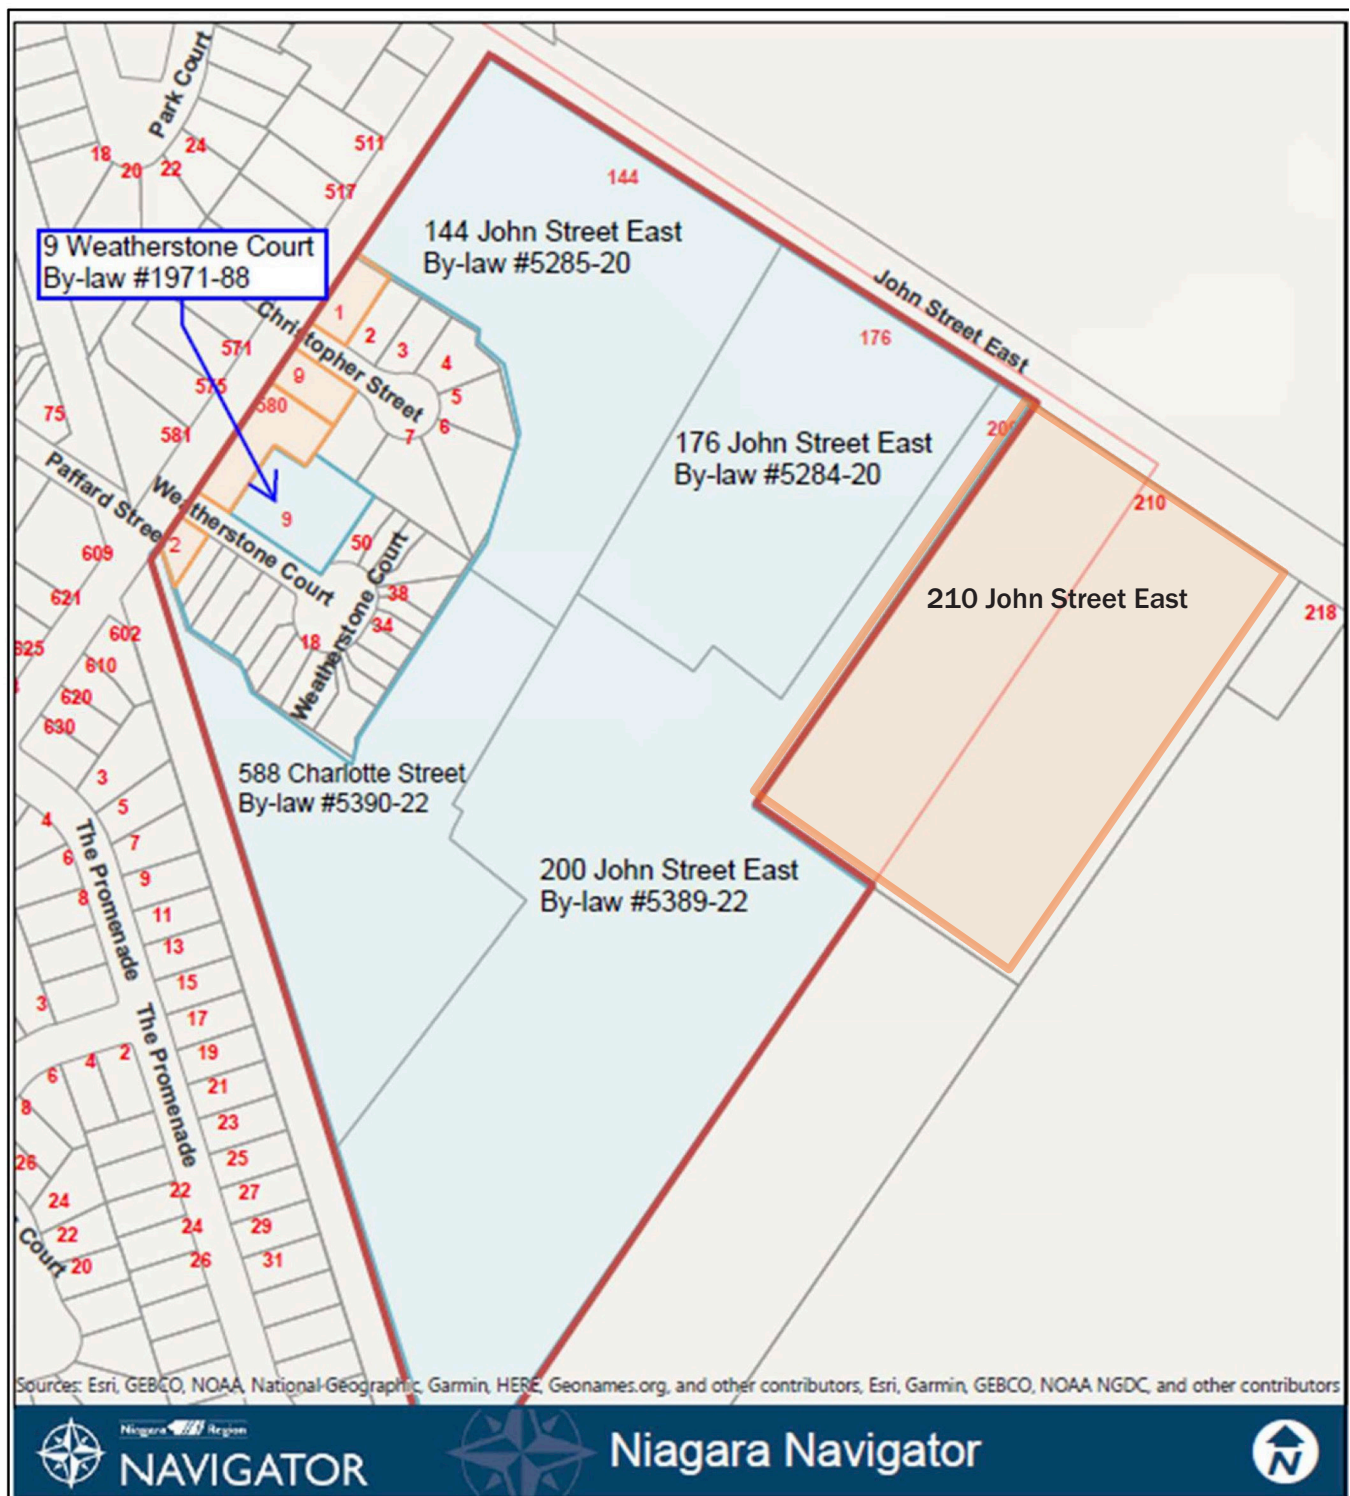 Park Court
511
24
18
20
22
517
144
144 John Street East
By-law #5285-20
9 Weatherstone Court
By-law #1971-88
John Street East
Christopher Street
1
2
3
4
5
6
7
176
571
575
9
580
581
75
176 John Street East
By-law #5284-20
210
Paffard Street
Weatherstone Court
9
50
2
609
Weatherstone Court
38
34
18
210 John Street East
218
621
602
625
610
620
630
588 Charlotte Street
By-law #5390-22
3
5
4
7
6
9
8
11
The Promenade
13
15
3
17
200 John Street East
By-law #5389-22
The Promenade
19
2
4
6
21
8
23
25
26
22
27
24
24
29
22
26
31
20
Court
Sources: Esri, GEBCO, NOAA, National Geographic, Garmin, HERE, Geonames.org, and other contributors, Esri, Garmin, GEBCO, NOAA NGDC, and other contributors
Niagara Region
NAVIGATOR
Niagara Navigator
N